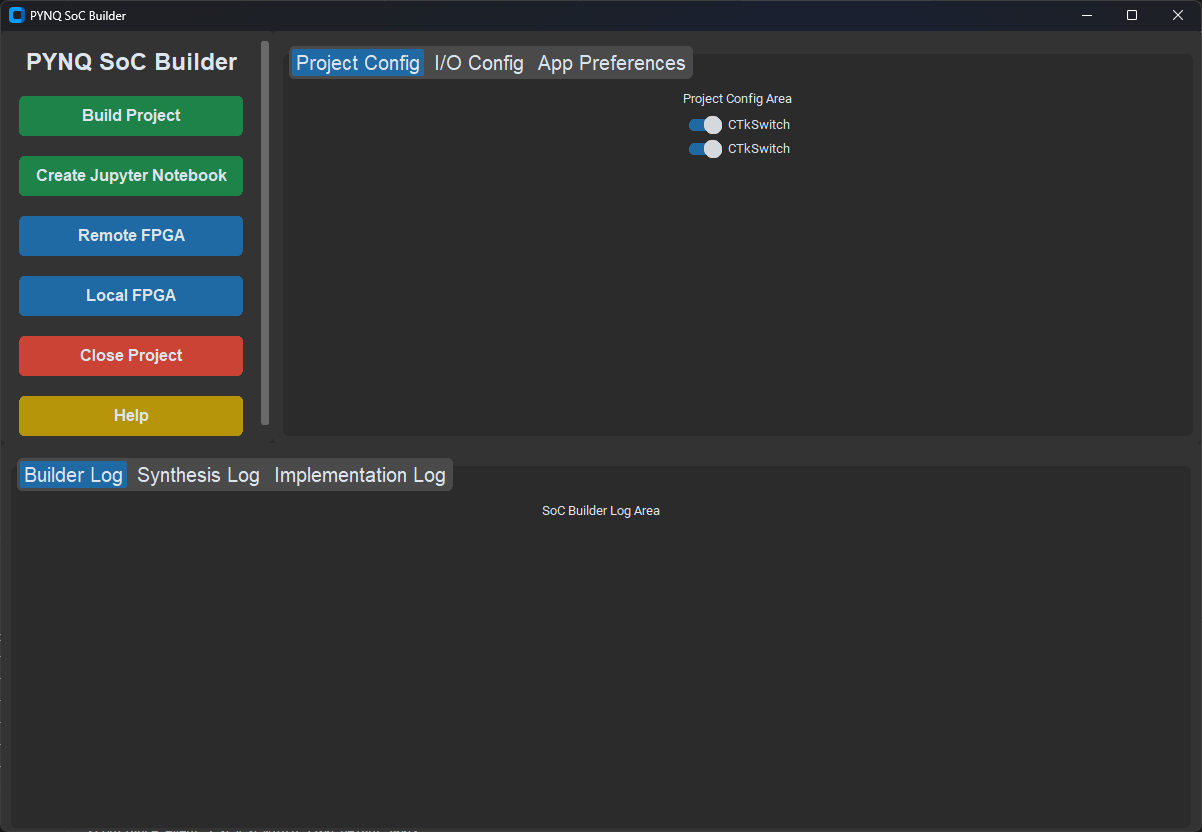 PYNQ SoC Builder
PYNQ SoC Builder
Build Project
Create Jupyter Notebook
Remote FPGA
Local FPGA
Close Project
Help
Project Config I/O Config App Preferences
Project Config Area
CTkSwitch
CTkSwitch
Builder Log Synthesis Log Implementation Log
SoC Builder Log Area